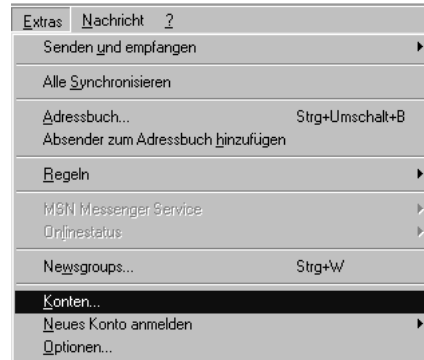 Extras Nachricht ?
Senden und empfangen
Alle Synchronisieren
Adressbuch... Strg+Umschalt+B
Absender zum Adressbuch hinzufügen
Regeln
MSN Messenger Service
Onlinestatus
Newsgroups... Strg+W
Konten...
Neues Konto anmelden
Optionen...